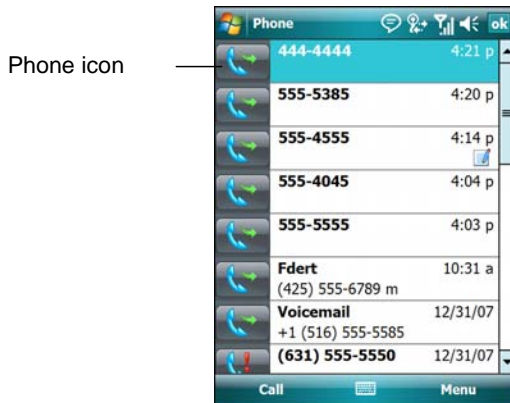 Phone
ok
Phone icon
444-4444 4:21 p
555-5385 4:20 p
555-4555 4:14 p
555-4045 4:04 p
555-5555 4:03 p
Fdert 10:31 a
(425) 555-6789 m
Voicemail 12/31/07
+1 (516) 555-5585
(631) 555-5550 12/31/07
Call Menu